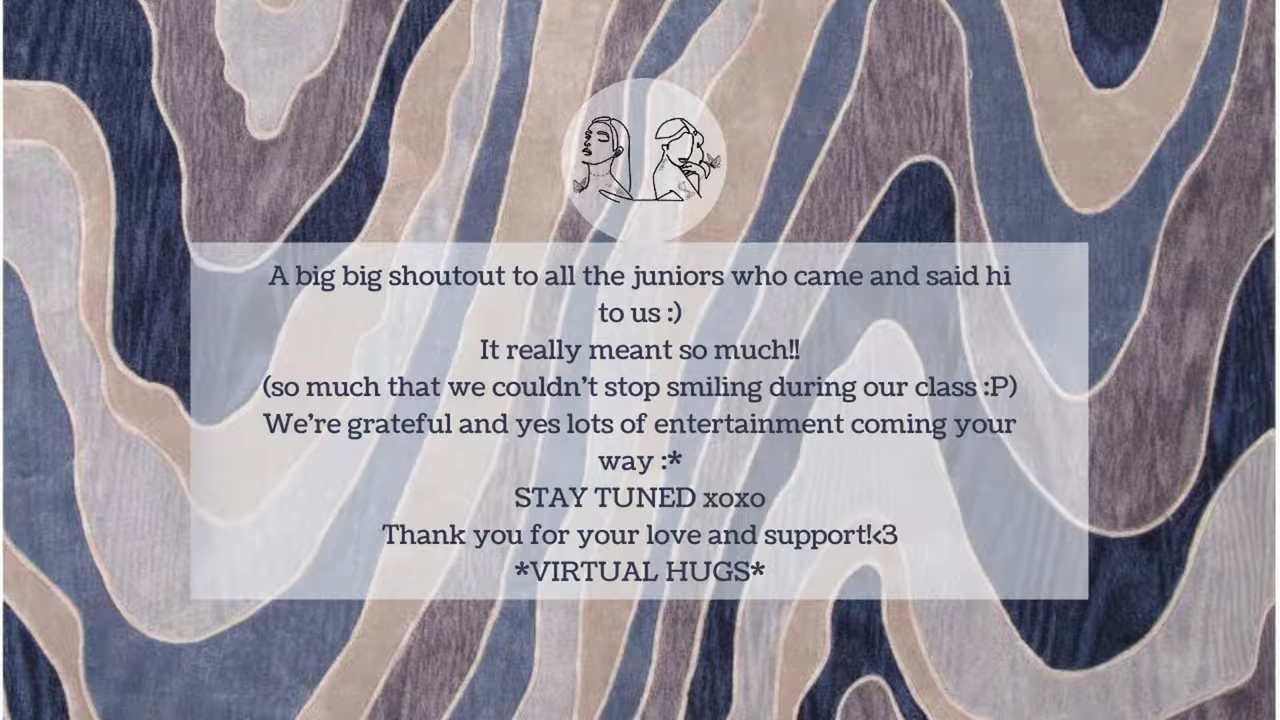 A big big shoutout to all the juniors who came and said hi
to us :)
It really meant so much!!
(so much that we couldn't stop smiling during our class :P)
We're grateful and yes lots of entertainment coming your
way :*
STAY TUNED xoxo
Thank you for your love and support!<3
*VIRTUAL HUGS*